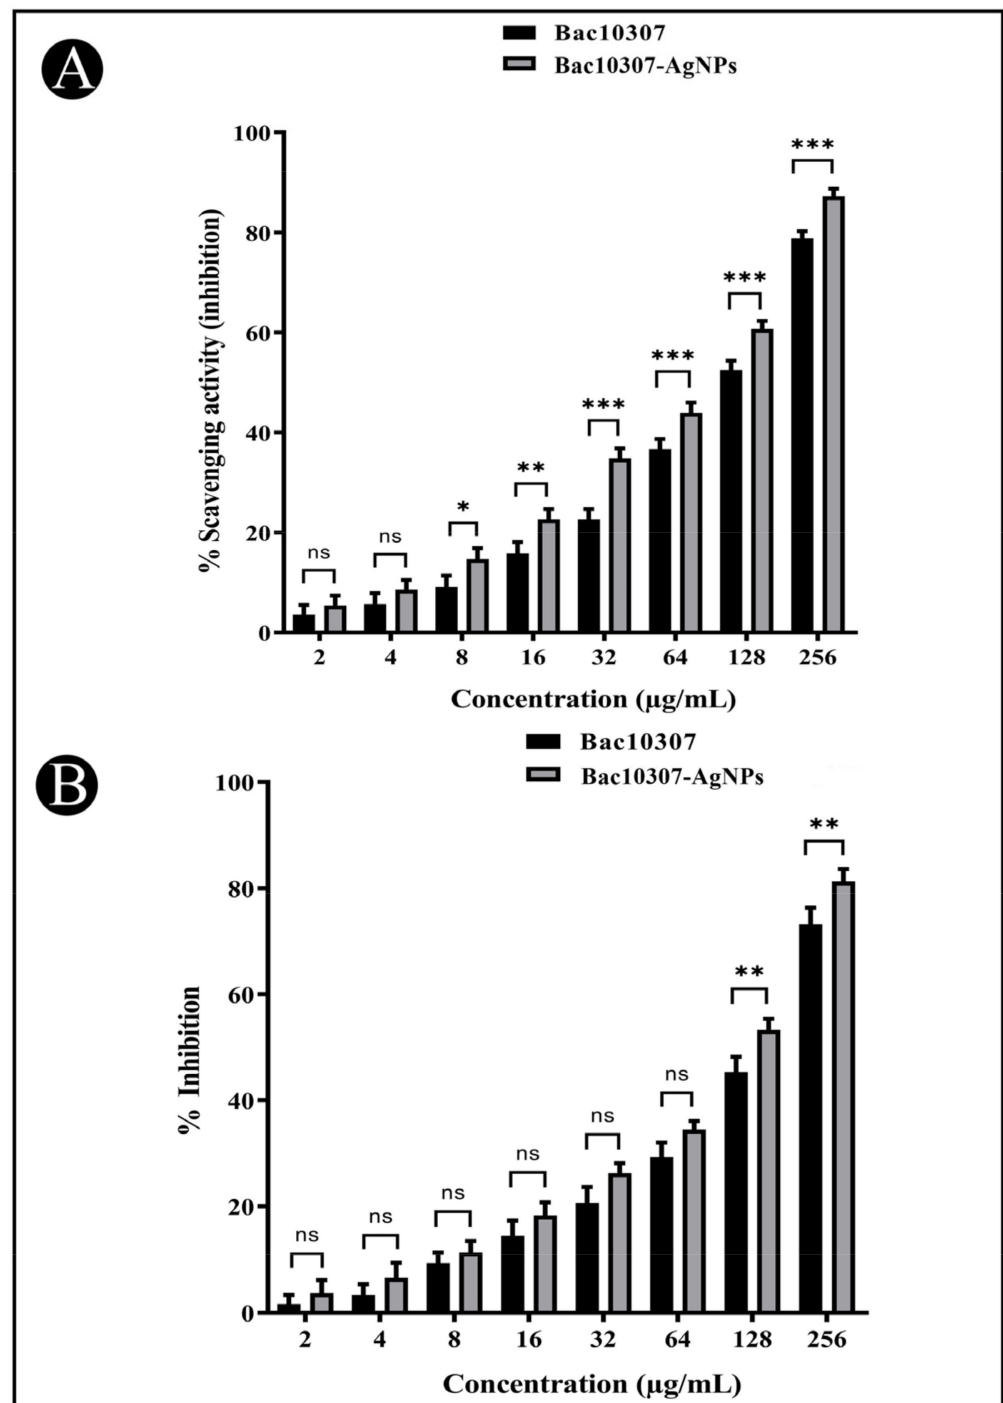 A
Bac10307
Bac10307-AgNPs
% Scavenging activity (inhibition)
100
80
60
40
20
0
ns
ns
*
**
***
***
***
***
2 4 8 16 32 64 128 256
Concentration (µg/mL)
B
Bac10307
Bac10307-AgNPs
% Inhibition
100
80
60
40
20
0
ns
ns
ns
ns
ns
ns
**
**
2 4 8 16 32 64 128 256
Concentration (µg/mL)